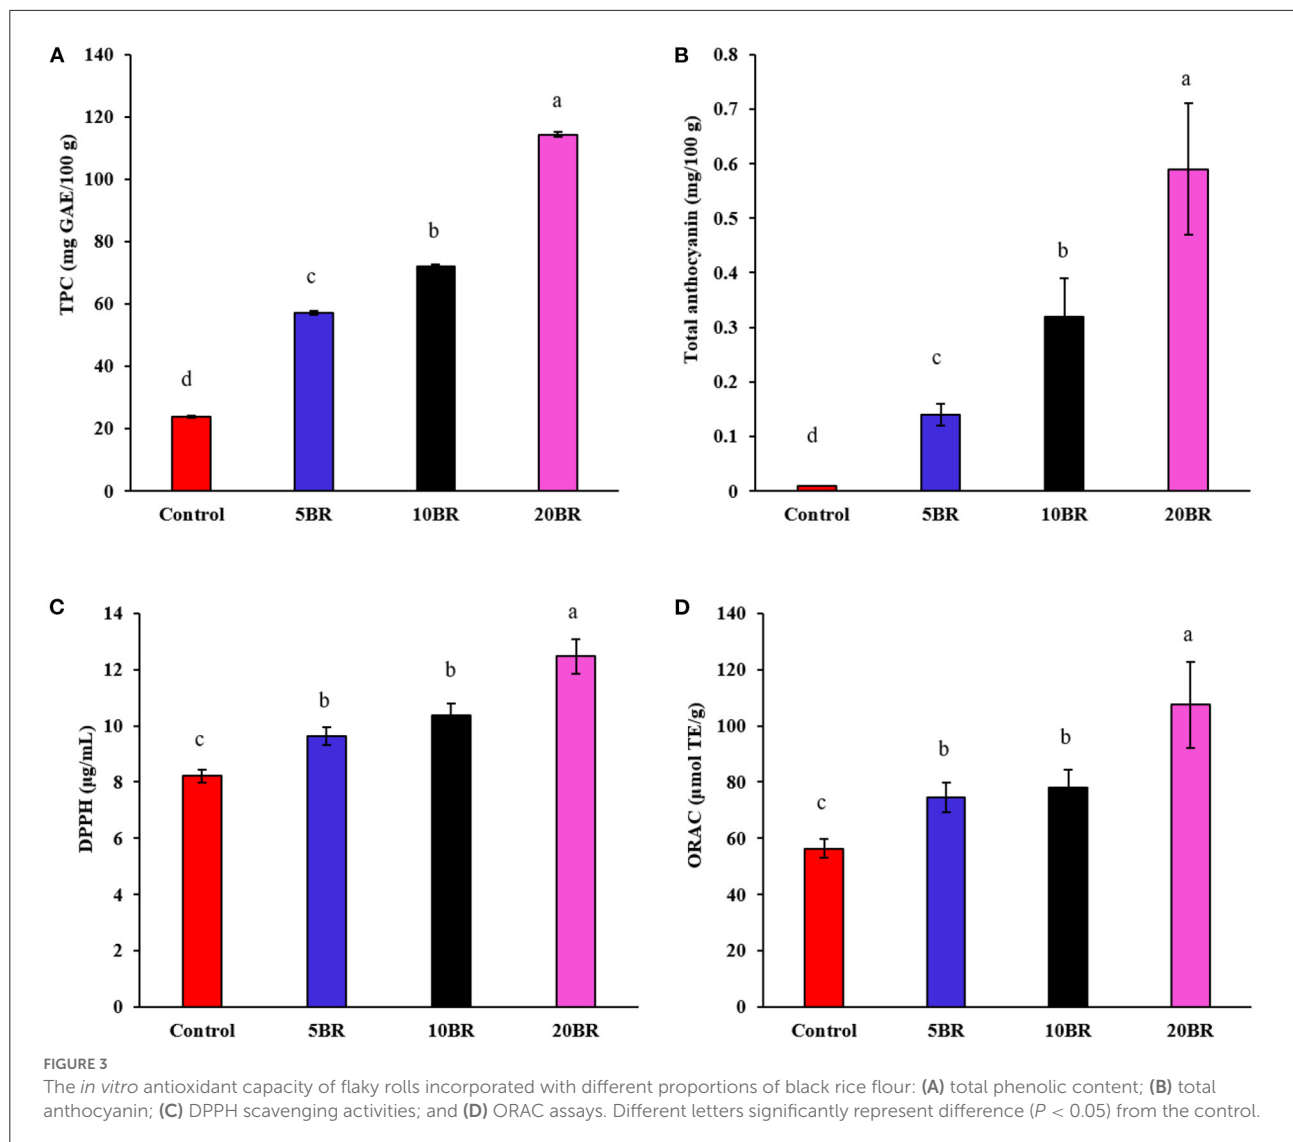 A
140
120
100
80
60
40
20
0
TPC (mg GAE/100 g)
d
c
b
a
Control 5BR 10BR 20BR
B
0.8
0.7
0.6
0.5
0.4
0.3
0.2
0.1
0
Total anthocyanin (mg/100 g)
d
c
b
a
Control 5BR 10BR 20BR
C
14
12
10
8
6
4
2
0
DPPH (µg/mL)
c
b
b
a
Control 5BR 10BR 20BR
D
140
120
100
80
60
40
20
0
ORAC (µmol TE/g)
c
b
b
a
Control 5BR 10BR 20BR
FIGURE 3
The in vitro antioxidant capacity of flaky rolls incorporated with different proportions of black rice flour: (A) total phenolic content; (B) total
anthocyanin; (C) DPPH scavenging activities; and (D) ORAC assays. Different letters significantly represent difference (P < 0.05) from the control.